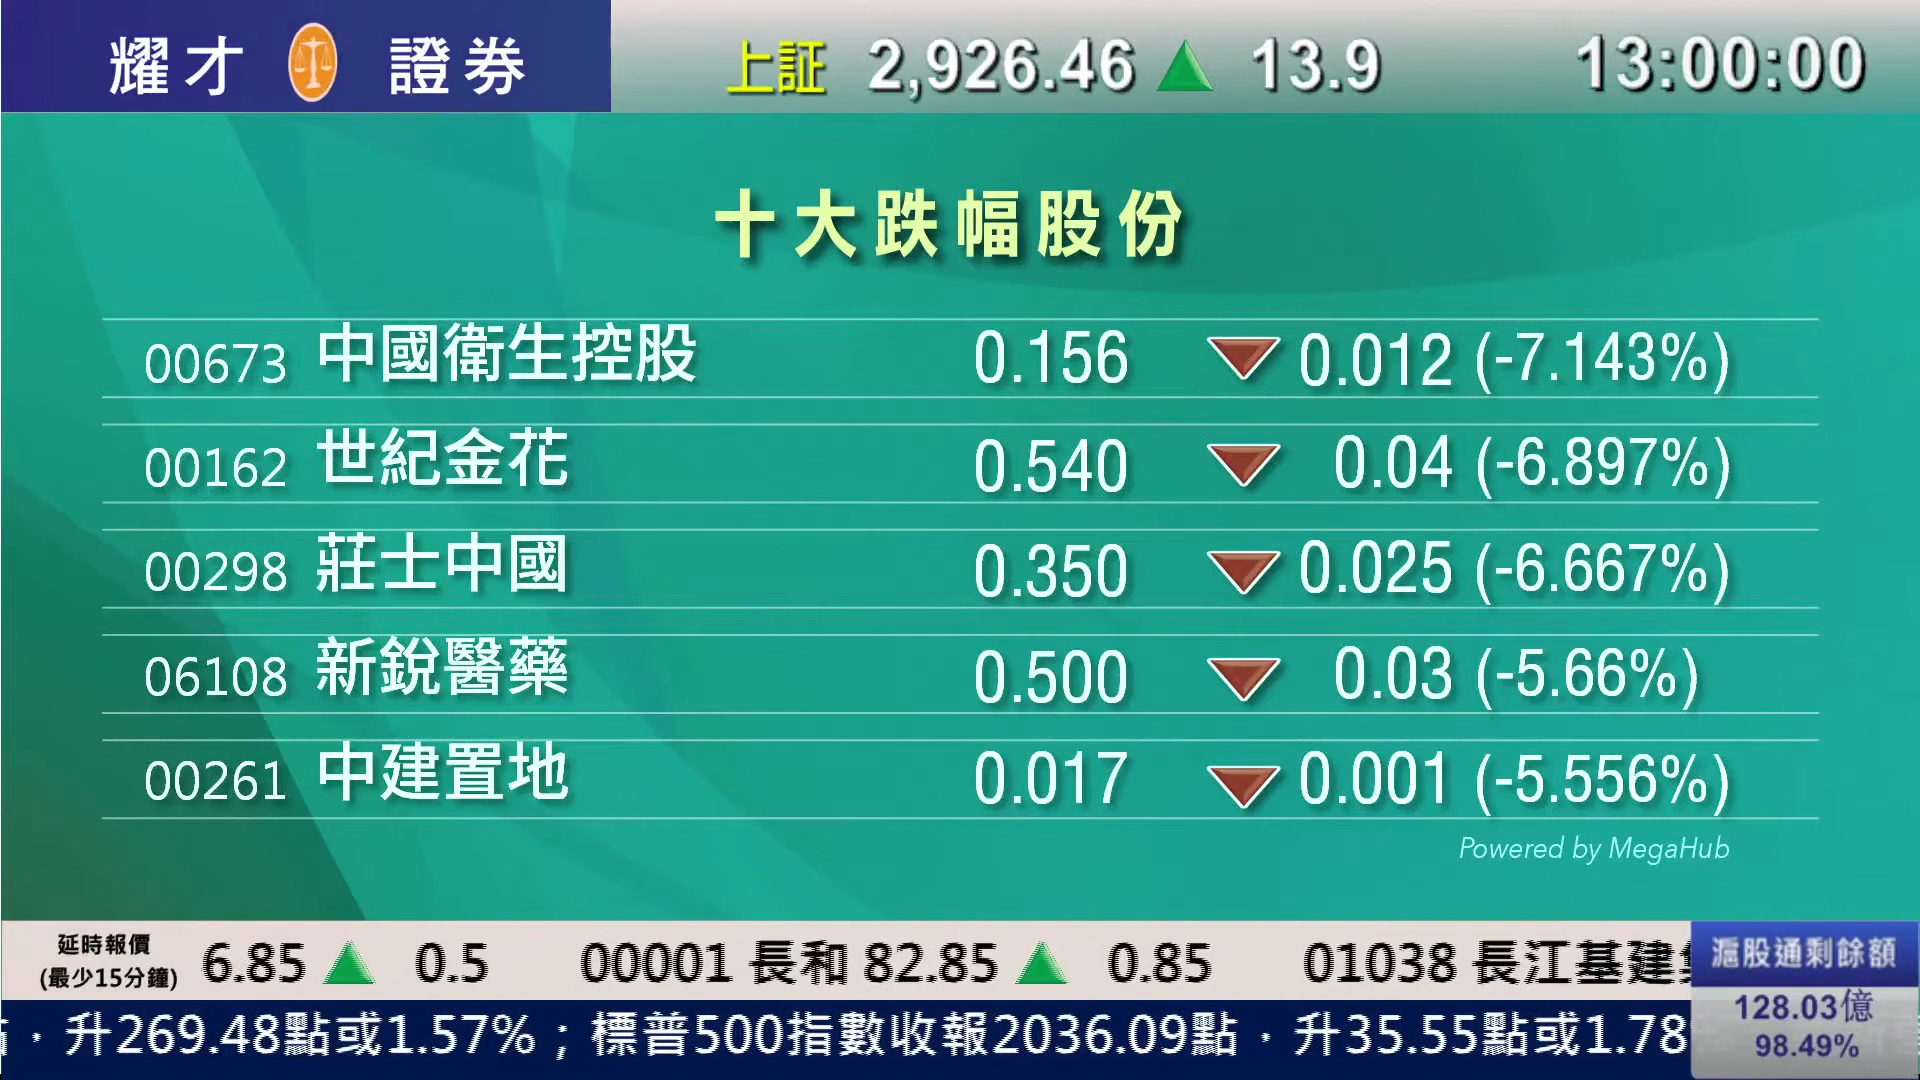 耀才 證券 上証 2,926.46 ▲ 13.9 13:00:00
十大跌幅股份
00673 中國衛生控股 0.156 ▼ 0.012 (-7.143%)
00162 世紀金花 0.540 ▼ 0.04 (-6.897%)
00298 莊士中國 0.350 ▼ 0.025 (-6.667%)
06108 新銳醫藥 0.500 ▼ 0.03 (-5.66%)
00261 中建置地 0.017 ▼ 0.001 (-5.556%)
Powered by MegaHub
延時報價
(最少15分鐘)
6.85 ▲ 0.5 00001 長和 82.85 ▲ 0.85 01038 長江基建
滬股通剩餘額
128.03億
98.49%
，升269.48點或1.57%；標普500指數收報2036.09點，升35.55點或1.78